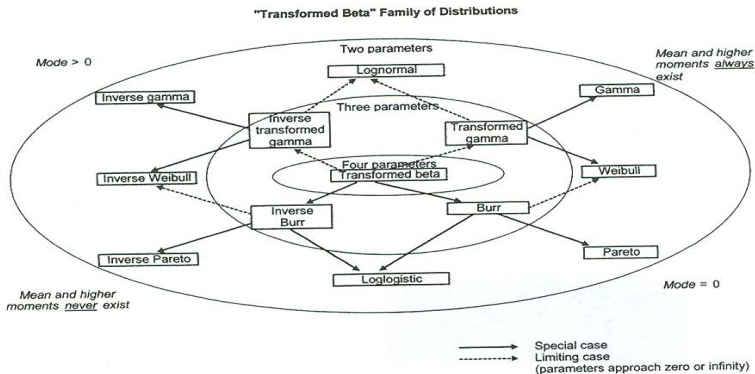 "Transformed Beta" Family of Distributions
Two parameters
Mode > 0
Mean and higher
moments always
exist
Lognormal
Inverse gamma
Gamma
Three parameters
Inverse
transformed
gamma
Transformed
gamma
Four parameters
Transformed beta
Inverse Weibull
Weibull
Inverse
Burr
Burr
Inverse Pareto
Pareto
Loglogistic
Mean and higher
moments never exist
Mode = 0
Special case
Limiting case
(parameters approach zero or infinity)